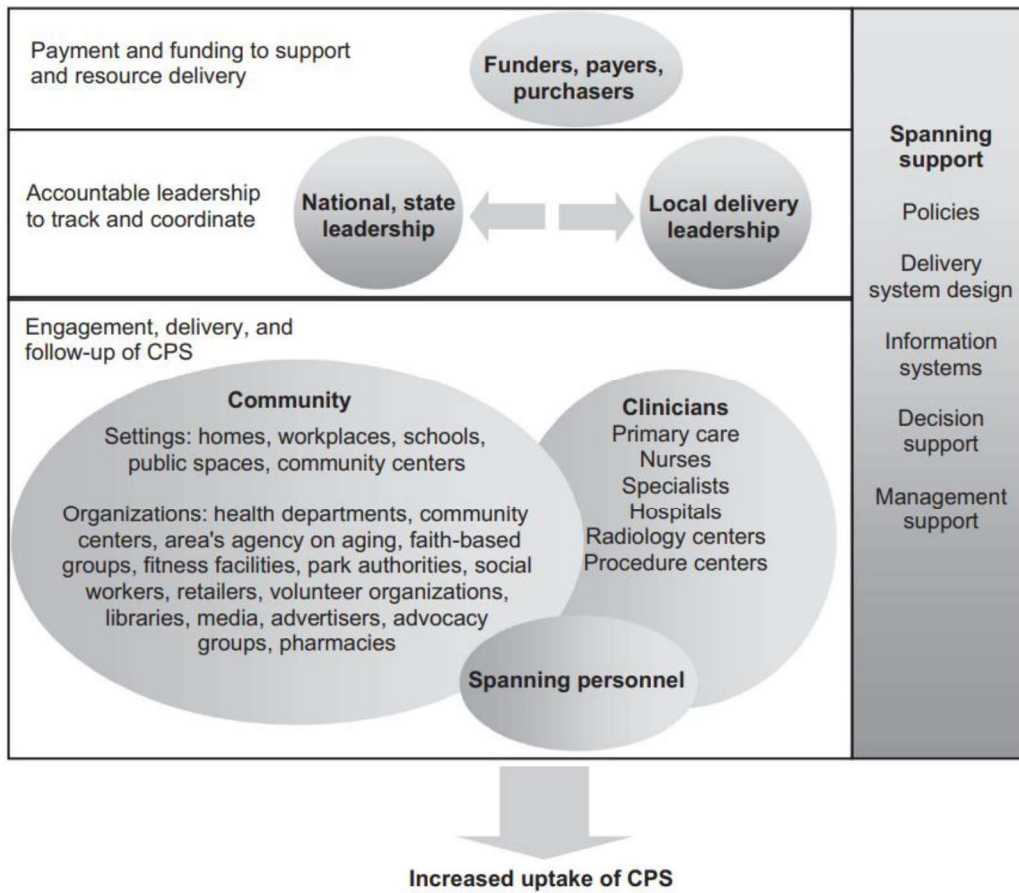 Payment and funding to support
and resource delivery
Funders, payers,
purchasers
Accountable leadership
to track and coordinate
National, state
leadership
Local delivery
leadership
Engagement, delivery, and
follow-up of CPS
Community
Settings: homes, workplaces, schools,
public spaces, community centers
Organizations: health departments, community
centers, area's agency on aging, faith-based
groups, fitness facilities, park authorities, social
workers, retailers, volunteer organizations,
libraries, media, advertisers, advocacy
groups, pharmacies
Clinicians
Primary care
Nurses
Specialists
Hospitals
Radiology centers
Procedure centers
Spanning personnel
Spanning
support
Policies
Delivery
system design
Information
systems
Decision
support
Management
support
Increased uptake of CPS